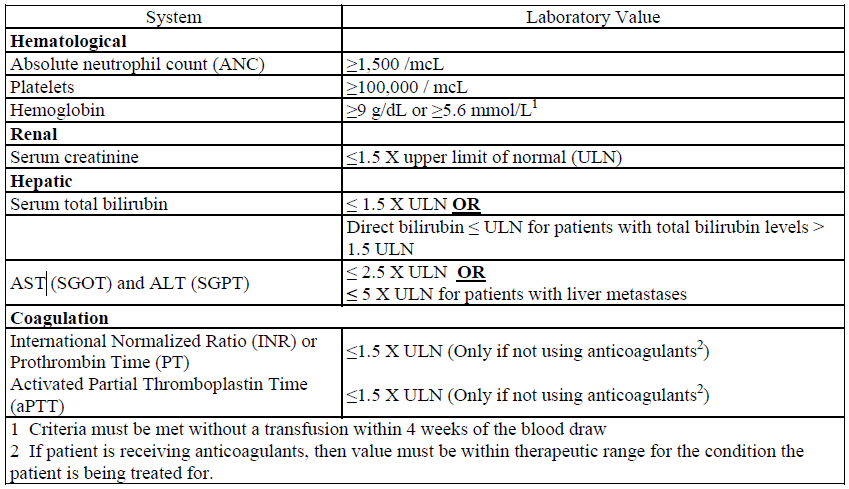 System Laboratory Value
Hematological
Absolute neutrophil count (ANC) ≥1,500 /mcL
Platelets ≥100,000 / mcL
Hemoglobin ≥9 g/dL or ≥5.6 mmol/L1
Renal
Serum creatinine ≤1.5 X upper limit of normal (ULN)
Hepatic
Serum total bilirubin ≤ 1.5 X ULN OR
Direct bilirubin ≤ ULN for patients with total bilirubin levels >
1.5 ULN
AST (SGOT) and ALT (SGPT) ≤ 2.5 X ULN OR
≤ 5 X ULN for patients with liver metastases
Coagulation
International Normalized Ratio (INR) or
Prothrombin Time (PT) ≤1.5 X ULN (Only if not using anticoagulants2)
Activated Partial Thromboplastin Time
(aPTT) ≤1.5 X ULN (Only if not using anticoagulants2)
1 Criteria must be met without a transfusion within 4 weeks of the blood draw
2 If patient is receiving anticoagulants, then value must be within therapeutic range for the condition the
patient is being treated for.